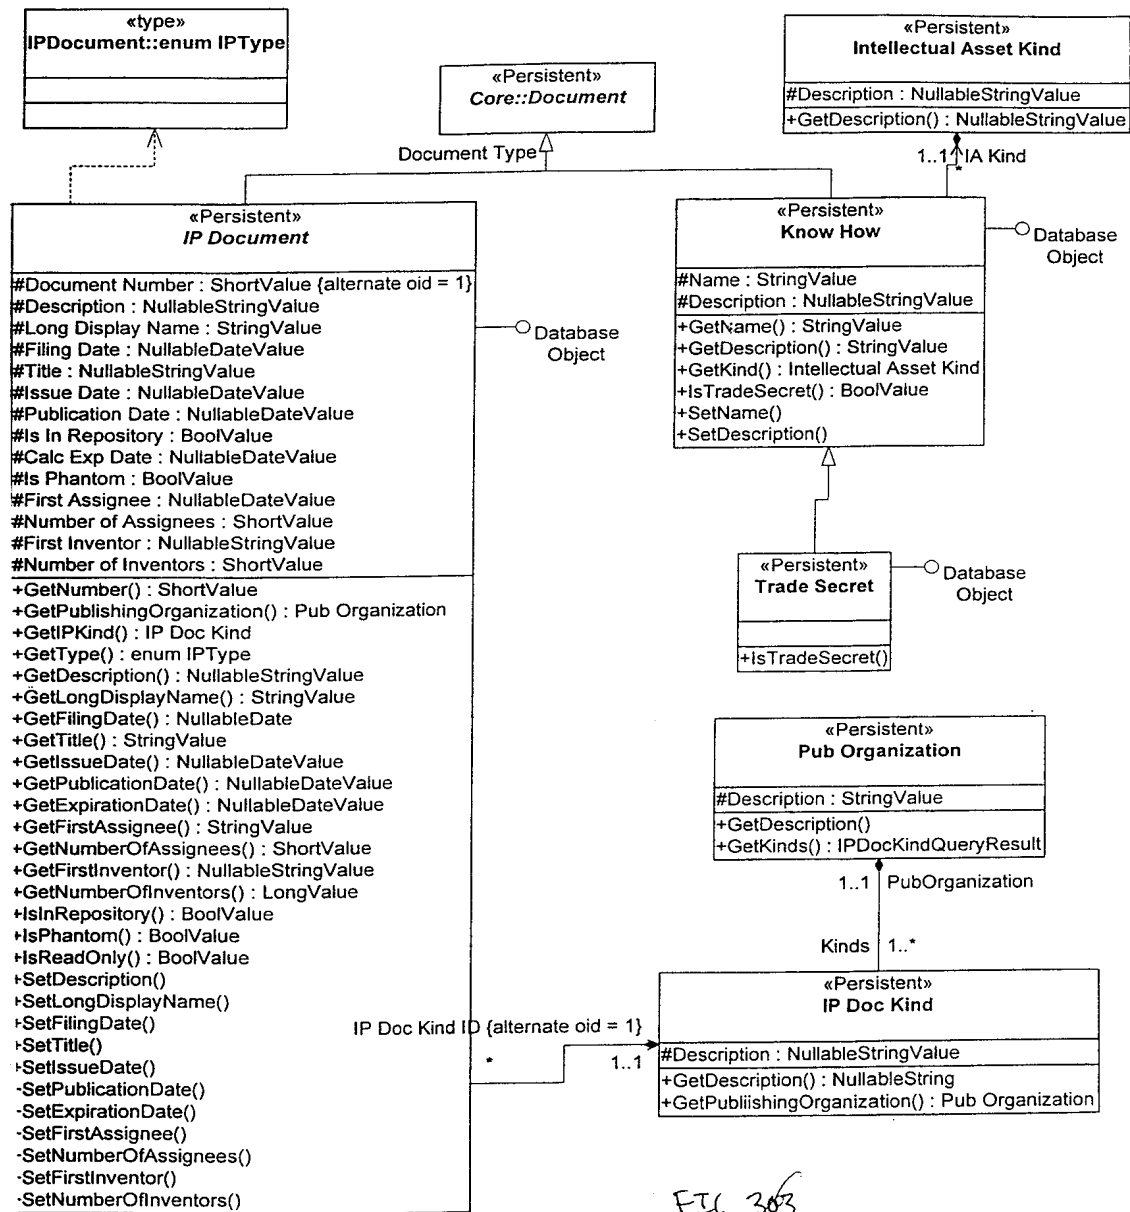 «type»
IPDocument::enum IPType
«Persistent»
Core::Document
«Persistent»
Intellectual Asset Kind
#Description : NullableStringValue
+GetDescription() : NullableStringValue
Document Type
1..1 IA Kind
*
«Persistent»
IP Document
#Document Number : ShortValue {alternate oid = 1}
#Description : NullableStringValue
#Long Display Name : StringValue
#Filing Date : NullableDateValue
#Title : NullableStringValue
#Issue Date : NullableDateValue
#Publication Date : NullableDateValue
#Is In Repository : BoolValue
#Calc Exp Date : NullableDateValue
#Is Phantom : BoolValue
#First Assignee : NullableDateValue
#Number of Assignees : ShortValue
#First Inventor : NullableStringValue
#Number of Inventors : ShortValue
+GetNumber() : ShortValue
+GetPublishingOrganization() : Pub Organization
+GetIPKind() : IP Doc Kind
+GetType() : enum IPType
+GetDescription() : NullableStringValue
+GetLongDisplayName() : StringValue
+GetFilingDate() : NullableDate
+GetTitle() : StringValue
+GetIssueDate() : NullableDateValue
+GetPublicationDate() : NullableDateValue
+GetExpirationDate() : NullableDateValue
+GetFirstAssignee() : StringValue
+GetNumberOfAssignees() : ShortValue
+GetFirstInventor() : NullableStringValue
+GetNumberOfInventors() : LongValue
+IsInRepository() : BoolValue
+IsPhantom() : BoolValue
+IsReadOnly() : BoolValue
+SetDescription()
+SetLongDisplayName()
+SetFilingDate()
+SetTitle()
+SetIssueDate()
-SetPublicationDate()
-SetExpirationDate()
-SetFirstAssignee()
-SetNumberOfAssignees()
-SetFirstInventor()
-SetNumberOfInventors()
Database
Object
«Persistent»
Know How
#Name : StringValue
#Description : NullableStringValue
+GetName() : StringValue
+GetDescription() : StringValue
+GetKind() : Intellectual Asset Kind
+IsTradeSecret() : BoolValue
+SetName()
+SetDescription()
Database
Object
«Persistent»
Trade Secret
+IsTradeSecret()
Database
Object
«Persistent»
Pub Organization
#Description : StringValue
+GetDescription()
+GetKinds() : IPDocKindQueryResult
1..1 PubOrganization
Kinds 1..*
«Persistent»
IP Doc Kind
#Description : NullableStringValue
+GetDescription() : NullableString
+GetPubliishingOrganization() : Pub Organization
IP Doc Kind ID {alternate oid = 1}
* 1..1
FIG 303